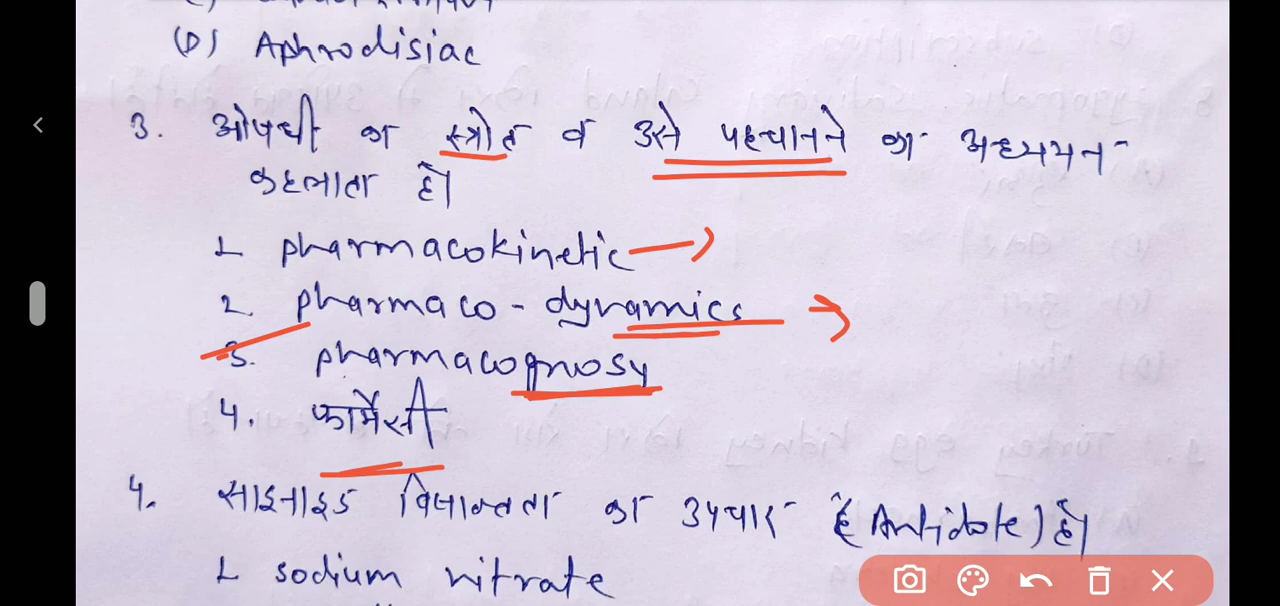 (D) Aphrodisiac
3. ओषधी का स्त्रोत व उसे पहचानने का अध्ययन
कहलाता है।
1. pharmacokinetic
2. pharmaco-dynamics
3. pharmacognosy
4. फार्मेसी
4. साइनाइड विषाक्तता का उपचार है (Antidote) है।
1. sodium nitrate